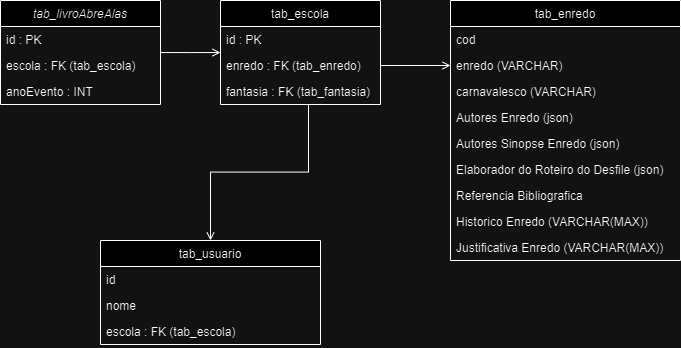 tab_livroAbreAlas
id : PK
escola : FK (tab_escola)
anoEvento : INT
tab_escola
id : PK
enredo : FK (tab_enredo)
fantasia : FK (tab_fantasia)
tab_enredo
cod
enredo (VARCHAR)
carnavalesco (VARCHAR)
Autores Enredo (json)
Autores Sinopse Enredo (json)
Elaborador do Roteiro do Desfile (json)
Referencia Bibliografica
Historico Enredo (VARCHAR(MAX))
Justificativa Enredo (VARCHAR(MAX))
tab_usuario
id
nome
escola : FK (tab_escola)